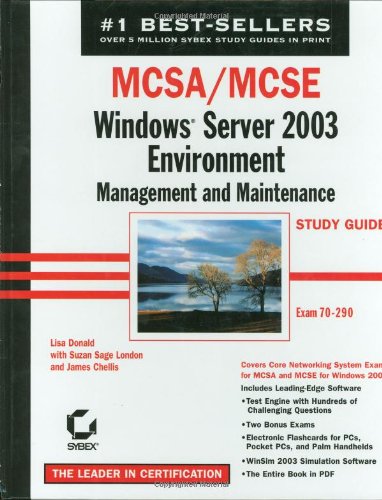 #1 BEST-SELLERS
OVER 5 MILLION SYBEX STUDY GUIDES IN PRINT
MCSA/MCSE
Windows® Server 2003
Environment
Management and Maintenance
STUDY GUIDE
Exam 70-290
Lisa Donald
with Suzan Sage London
and James Chellis
Covers Core Networking System Exam
for MCSA and MCSE for Windows 200
Includes Leading-Edge Software
• Test Engine with Hundreds of
Challenging Questions
• Two Bonus Exams
• Electronic Flashcards for PCs,
Pocket PCs, and Palm Handhelds
• WinSim 2003 Simulation Software
• The Entire Book in PDF
SYBEX®
THE LEADER IN CERTIFICATION